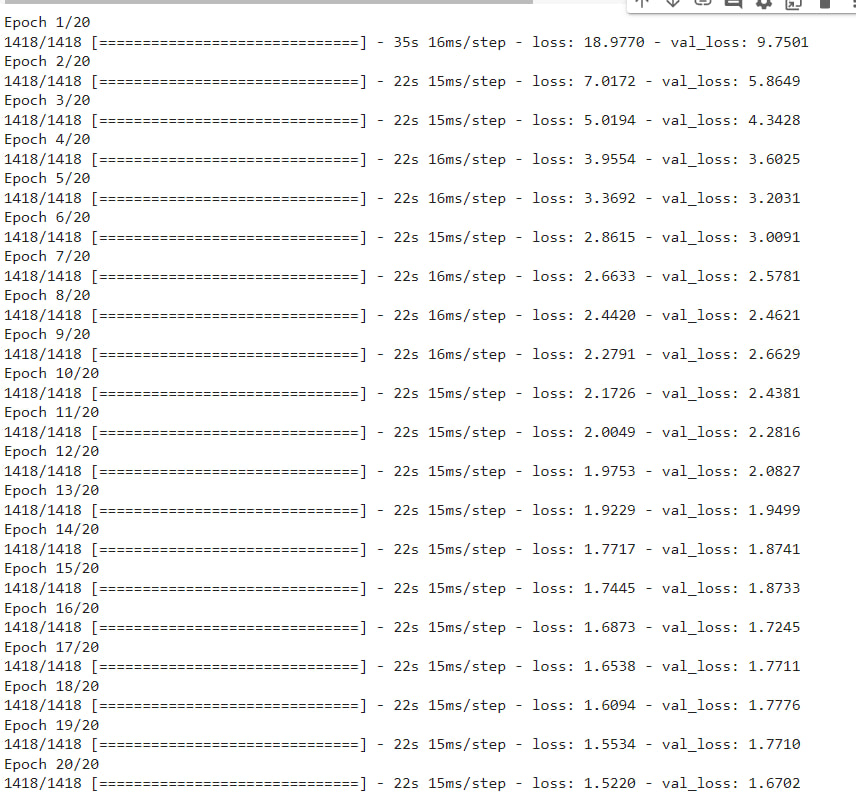 Epoch 1/20
1418/1418 [==============================] - 35s 16ms/step - loss: 18.9770 - val_loss: 9.7501
Epoch 2/20
1418/1418 [==============================] - 22s 15ms/step - loss: 7.0172 - val_loss: 5.8649
Epoch 3/20
1418/1418 [==============================] - 22s 15ms/step - loss: 5.0194 - val_loss: 4.3428
Epoch 4/20
1418/1418 [==============================] - 22s 16ms/step - loss: 3.9554 - val_loss: 3.6025
Epoch 5/20
1418/1418 [==============================] - 22s 16ms/step - loss: 3.3692 - val_loss: 3.2031
Epoch 6/20
1418/1418 [==============================] - 22s 15ms/step - loss: 2.8615 - val_loss: 3.0091
Epoch 7/20
1418/1418 [==============================] - 22s 16ms/step - loss: 2.6633 - val_loss: 2.5781
Epoch 8/20
1418/1418 [==============================] - 22s 16ms/step - loss: 2.4420 - val_loss: 2.4621
Epoch 9/20
1418/1418 [==============================] - 22s 16ms/step - loss: 2.2791 - val_loss: 2.6629
Epoch 10/20
1418/1418 [==============================] - 22s 15ms/step - loss: 2.1726 - val_loss: 2.4381
Epoch 11/20
1418/1418 [==============================] - 22s 15ms/step - loss: 2.0049 - val_loss: 2.2816
Epoch 12/20
1418/1418 [==============================] - 22s 15ms/step - loss: 1.9753 - val_loss: 2.0827
Epoch 13/20
1418/1418 [==============================] - 22s 15ms/step - loss: 1.9229 - val_loss: 1.9499
Epoch 14/20
1418/1418 [==============================] - 22s 15ms/step - loss: 1.7717 - val_loss: 1.8741
Epoch 15/20
1418/1418 [==============================] - 22s 15ms/step - loss: 1.7445 - val_loss: 1.8733
Epoch 16/20
1418/1418 [==============================] - 22s 15ms/step - loss: 1.6873 - val_loss: 1.7245
Epoch 17/20
1418/1418 [==============================] - 22s 15ms/step - loss: 1.6538 - val_loss: 1.7711
Epoch 18/20
1418/1418 [==============================] - 22s 15ms/step - loss: 1.6094 - val_loss: 1.7776
Epoch 19/20
1418/1418 [==============================] - 22s 15ms/step - loss: 1.5534 - val_loss: 1.7710
Epoch 20/20
1418/1418 [==============================] - 22s 15ms/step - loss: 1.5220 - val_loss: 1.6702